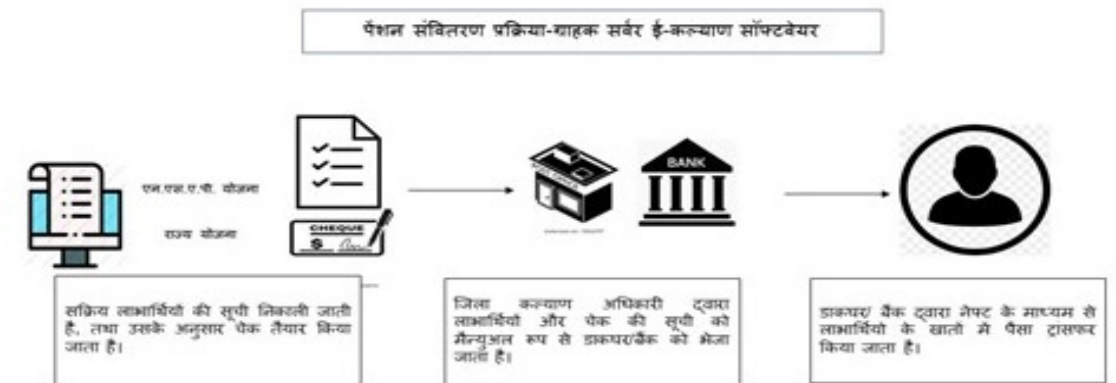 पेंशन संवितरण प्रक्रिया-ग्राहक सर्वर ई-कल्याण सॉफ्टवेयर
एन.एस.ए.पी. योजना
राज्य योजना
CHEQUE
$
BANK
सक्रिय लाभार्थियों की सूची निकाली जाती
है, तथा उसके अनुसार चेक तैयार किया
जाता है।
जिला कल्याण अधिकारी द्वारा
लाभार्थियों और चेक की सूची को
मैन्युअल रूप से डाकघर/बैंक को भेजा
जाता है।
डाकघर/ बैंक द्वारा नेफ्ट के माध्यम से
लाभार्थियों के खातों मे पैसा ट्रांसफर
किया जाता है।